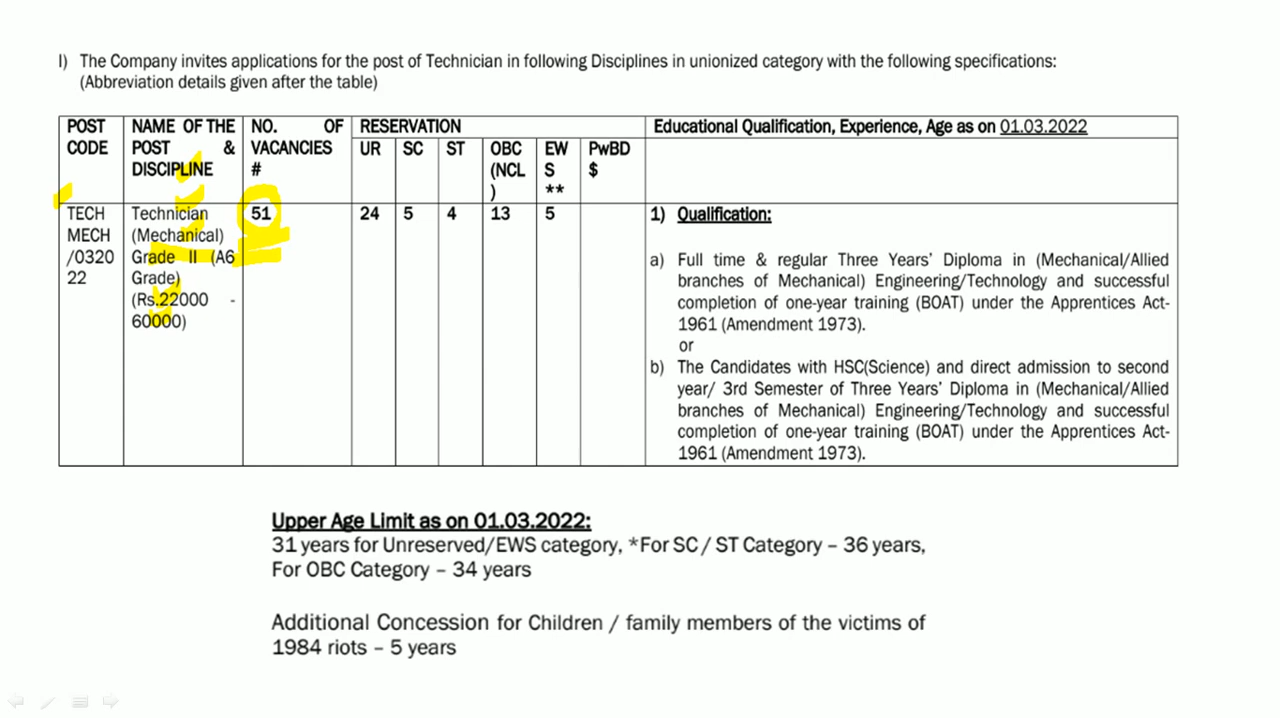 I) The Company invites applications for the post of Technician in following Disciplines in unionized category with the following specifications:
(Abbreviation details given after the table)
POST CODE
NAME OF THE POST & DISCIPLINE
NO. OF VACANCIES #
RESERVATION
Educational Qualification, Experience, Age as on 01.03.2022
UR
SC
ST
OBC (NCL )
EW S **
PwBD $
TECH
MECH
/0320
22
Technician
(Mechanical)
Grade II (A6
Grade)
(Rs.22000 -
60000)
51
24
5
4
13
5
1) Qualification:
a) Full time & regular Three Years' Diploma in (Mechanical/Allied
branches of Mechanical) Engineering/Technology and successful
completion of one-year training (BOAT) under the Apprentices Act-
1961 (Amendment 1973).
or
b) The Candidates with HSC(Science) and direct admission to second
year/ 3rd Semester of Three Years' Diploma in (Mechanical/Allied
branches of Mechanical) Engineering/Technology and successful
completion of one-year training (BOAT) under the Apprentices Act-
1961 (Amendment 1973).
Upper Age Limit as on 01.03.2022:
31 years for Unreserved/EWS category, *For SC / ST Category – 36 years,
For OBC Category – 34 years
Additional Concession for Children / family members of the victims of
1984 riots – 5 years